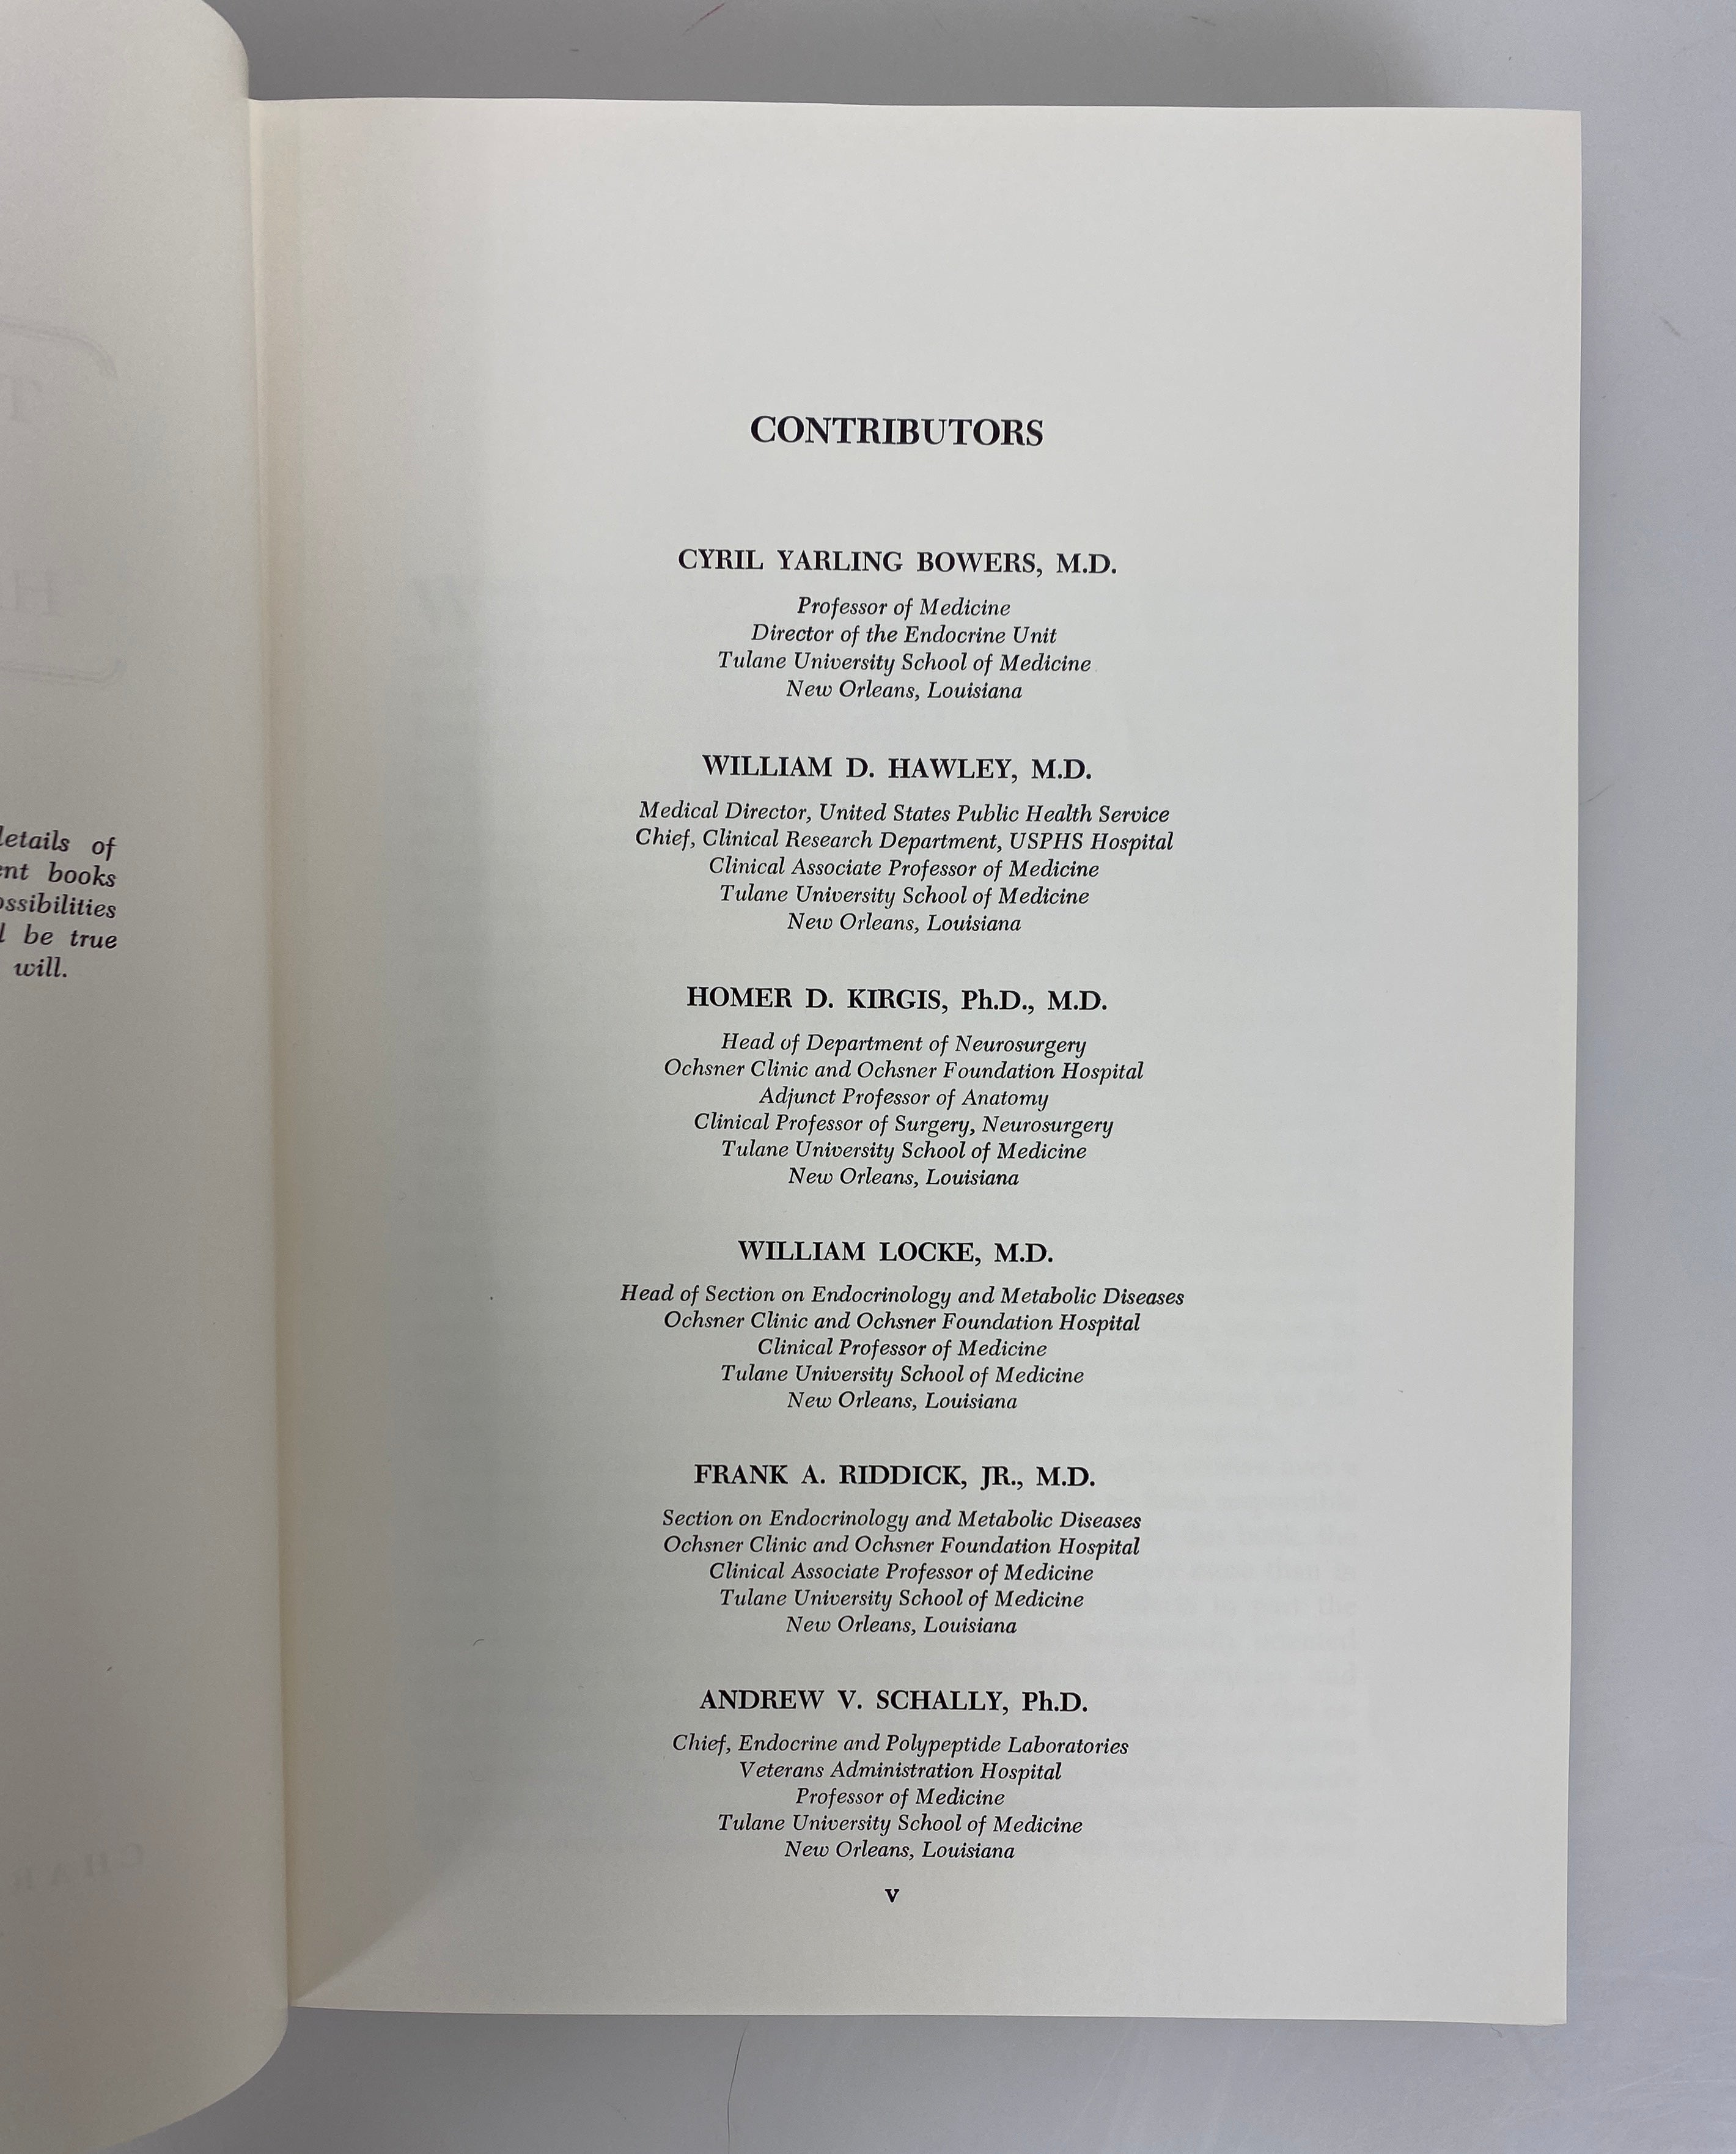 details of
books
possibilities
be true
will.
CONTRIBUTORS
CYRIL YARLING BOWERS, M.D.
Professor of Medicine
Director of the Endocrine Unit
Tulane University School of Medicine
New Orleans, Louisiana
WILLIAM D. HAWLEY, M.D.
Medical Director, United States Public Health Service
Chief, Clinical Research Department, USPHS Hospital
Clinical Associate Professor of Medicine
Tulane University School of Medicine
New Orleans, Louisiana
HOMER D. KIRGIS, Ph.D., M.D.
Head of Department of Neurosurgery
Ochsner Clinic and Ochsner Foundation Hospital
Adjunct Professor of Anatomy
Clinical Professor of Surgery, Neurosurgery
Tulane University School of Medicine
New Orleans, Louisiana
WILLIAM LOCKE, M.D.
Head of Section on Endocrinology and Metabolic Diseases
Ochsner Clinic and Ochsner Foundation Hospital
Clinical Professor of Medicine
Tulane University School of Medicine
New Orleans, Louisiana
FRANK A. RIDDICK, JR., M.D.
Section on Endocrinology and Metabolic Diseases
Ochsner Clinic and Ochsner Foundation Hospital
Clinical Associate Professor of Medicine
Tulane University School of Medicine
New Orleans, Louisiana
ANDREW V. SCHALLY, Ph.D.
Chief, Endocrine and Polypeptide Laboratories
Veterans Administration Hospital
Professor of Medicine
Tulane University School of Medicine
New Orleans, Louisiana
v